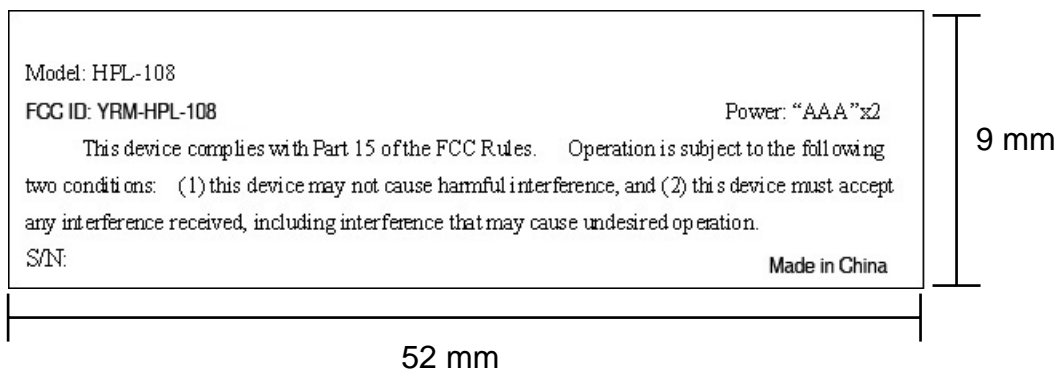 Model: HPL-108
FCC ID: YRM-HPL-108 Power: “AAA”x2
This device complies with Part 15 of the FCC Rules. Operation is subject to the following
two conditions: (1) this device may not cause harmful interference, and (2) this device must accept
any interference received, including interference that may cause undesired operation.
S/N: Made in China
9 mm
52 mm